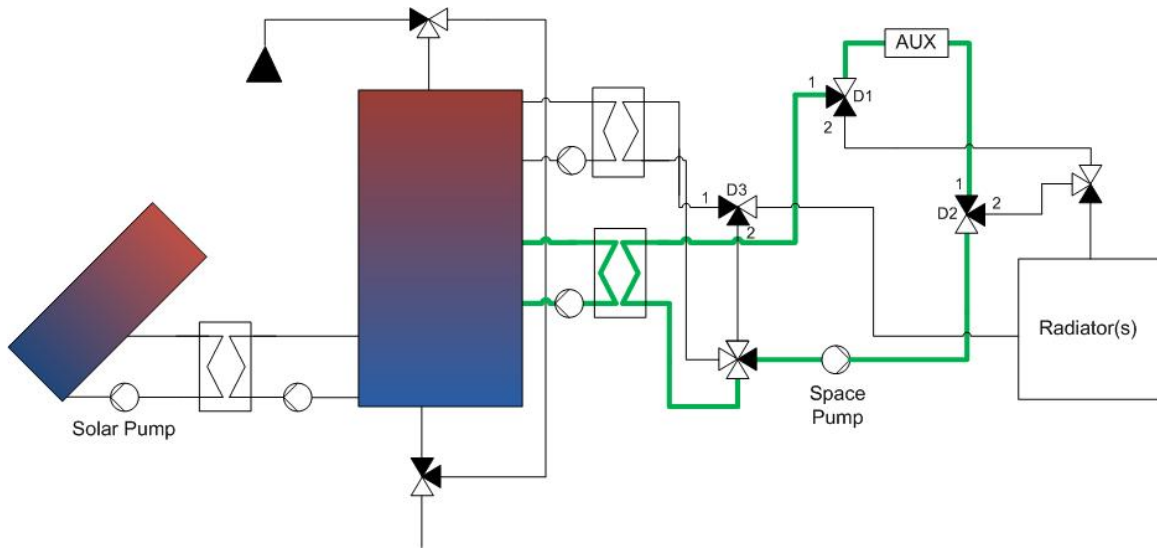 AUX
1
D1
2
1
D3
2
1
D2
2
Radiator(s)
Space
Pump
Solar Pump